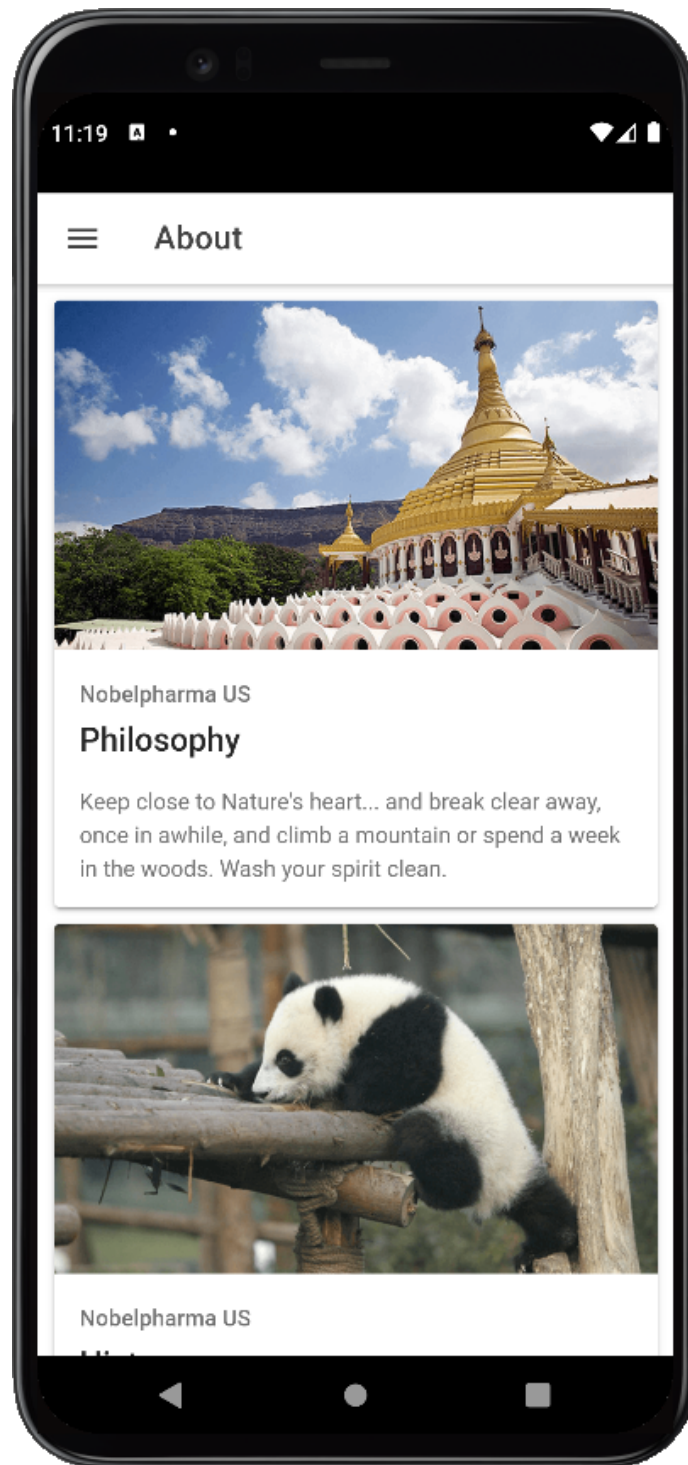 11:19 A
About
Nobelpharma US
Philosophy
Keep close to Nature's heart... and break clear away,
once in awhile, and climb a mountain or spend a week
in the woods. Wash your spirit clean.
Nobelpharma US